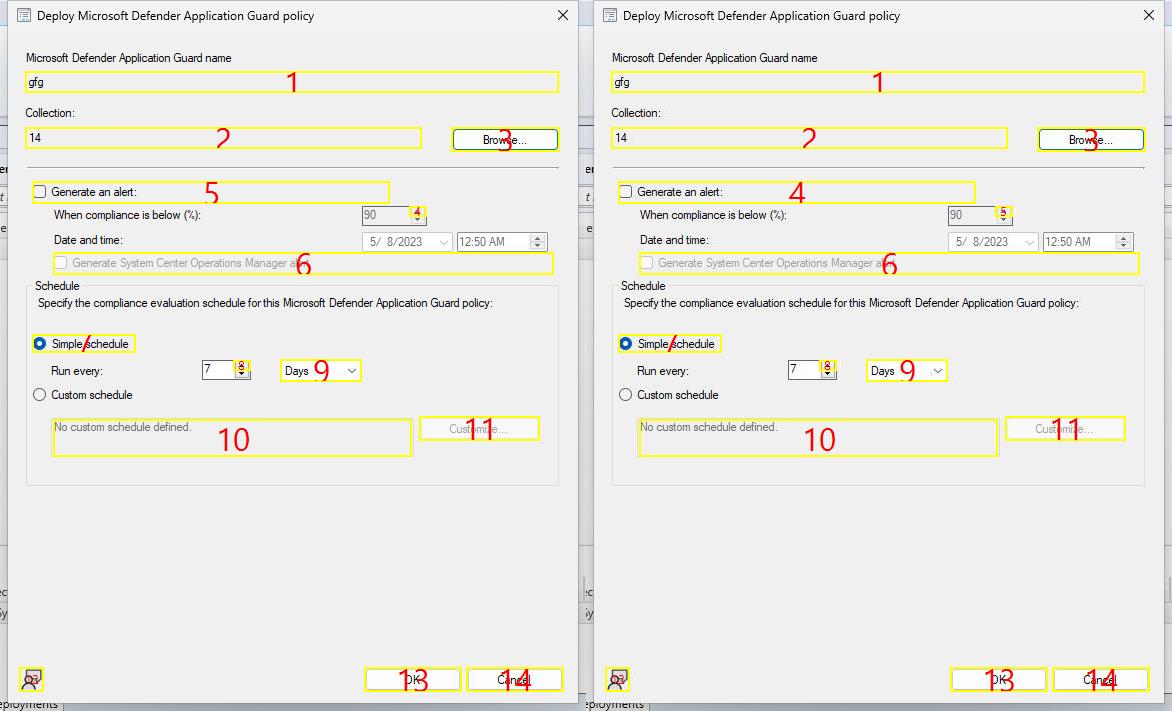 Deploy Microsoft Defender Application Guard policy
Microsoft Defender Application Guard name
gfg
1
Collection:
14
2
Browse...
3
Generate an alert:
5
When compliance is below (%):
90
4
Date and time:
5/ 8/2023
12:50 AM
Generate System Center Operations Manager alert
6
Schedule
Specify the compliance evaluation schedule for this Microsoft Defender Application Guard policy:
Simple schedule
Run every:
7
8
Days
9
Custom schedule
No custom schedule defined.
10
Customize...
11
OK
13
Cancel
14
eployments
Deploy Microsoft Defender Application Guard policy
Microsoft Defender Application Guard name
gfg
1
Collection:
14
2
Browse...
3
Generate an alert:
4
When compliance is below (%):
90
5
Date and time:
5/ 8/2023
12:50 AM
Generate System Center Operations Manager alert
6
Schedule
Specify the compliance evaluation schedule for this Microsoft Defender Application Guard policy:
Simple schedule
Run every:
7
8
Days
9
Custom schedule
No custom schedule defined.
10
Customize...
11
OK
13
Cancel
14
eployments